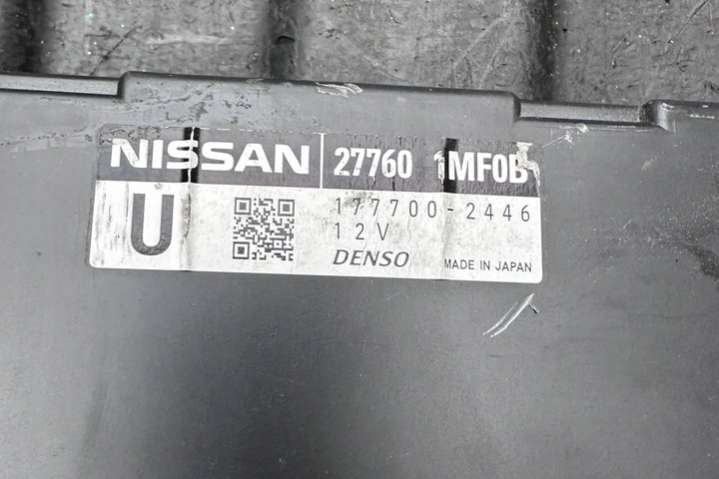 NISSAN 27760 1MF0B
U 177700-2446
12V
DENSO MADE IN JAPAN